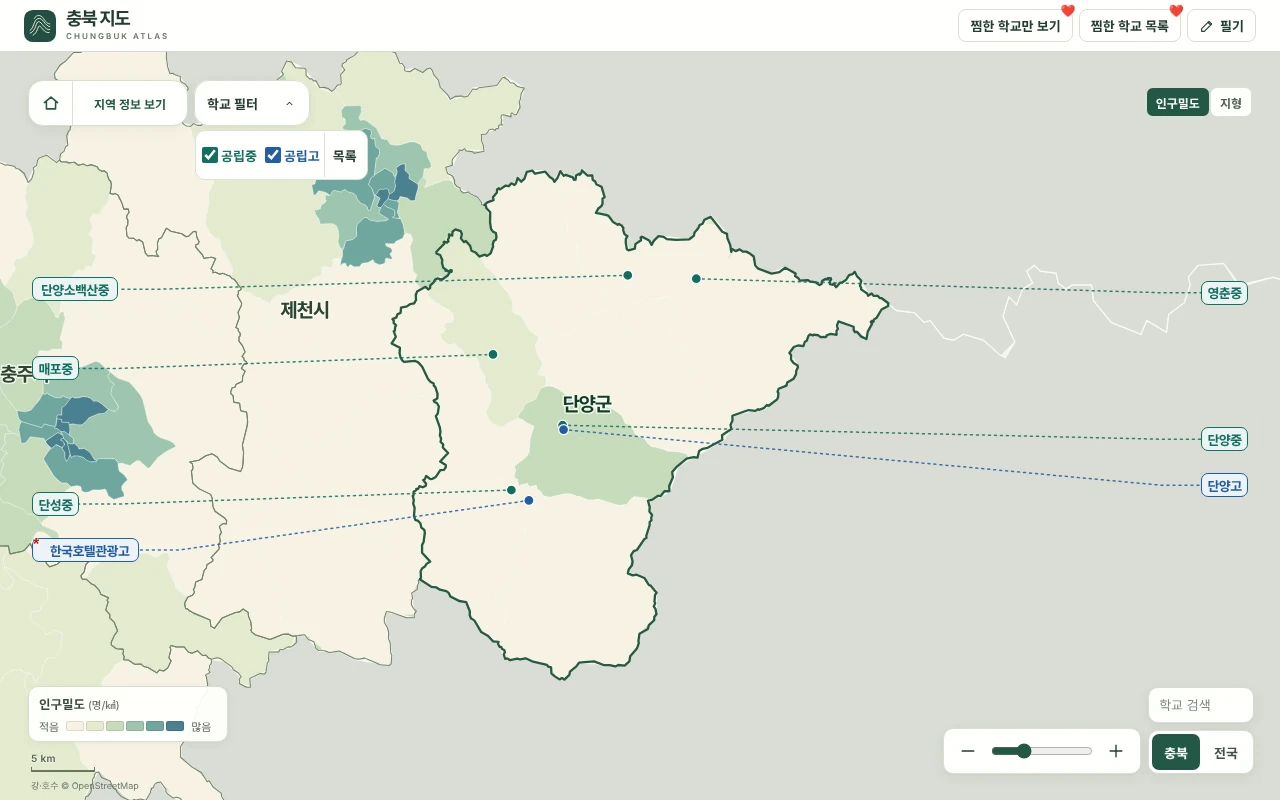 충북 지도
CHUNGBUK ATLAS
찜한 학교만 보기
찜한 학교 목록
필기
지역 정보 보기
학교 필터
인구밀도
지형
공립중
공립고
목록
단양소백산중
영춘중
제천시
매포중
단양군
단양중
단양고
단성중
* 한국호텔관광고
인구밀도 (명/㎢)
적음
많음
5 km
강·호수 © OpenStreetMap
학교 검색
충북
전국